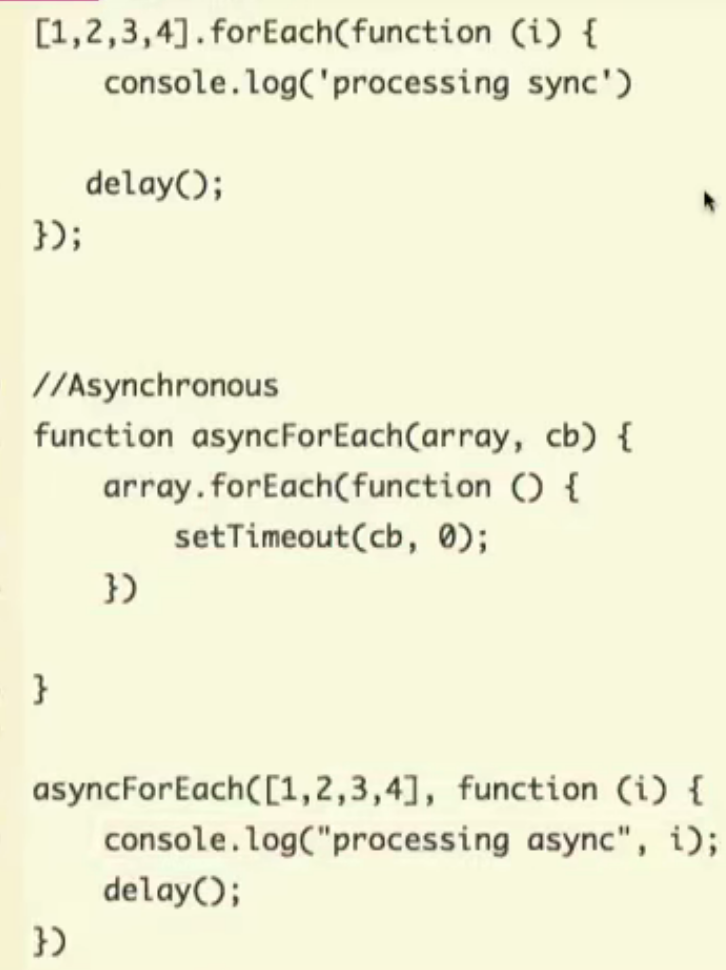 [1,2,3,4].forEach(function (i) {
    console.log('processing sync')
   delay();
});
//Asynchronous
function asyncForEach(array, cb) {
    array.forEach(function () {
        setTimeout(cb, 0);
    })
}
asyncForEach([1,2,3,4], function (i) {
    console.log("processing async", i);
    delay();
})